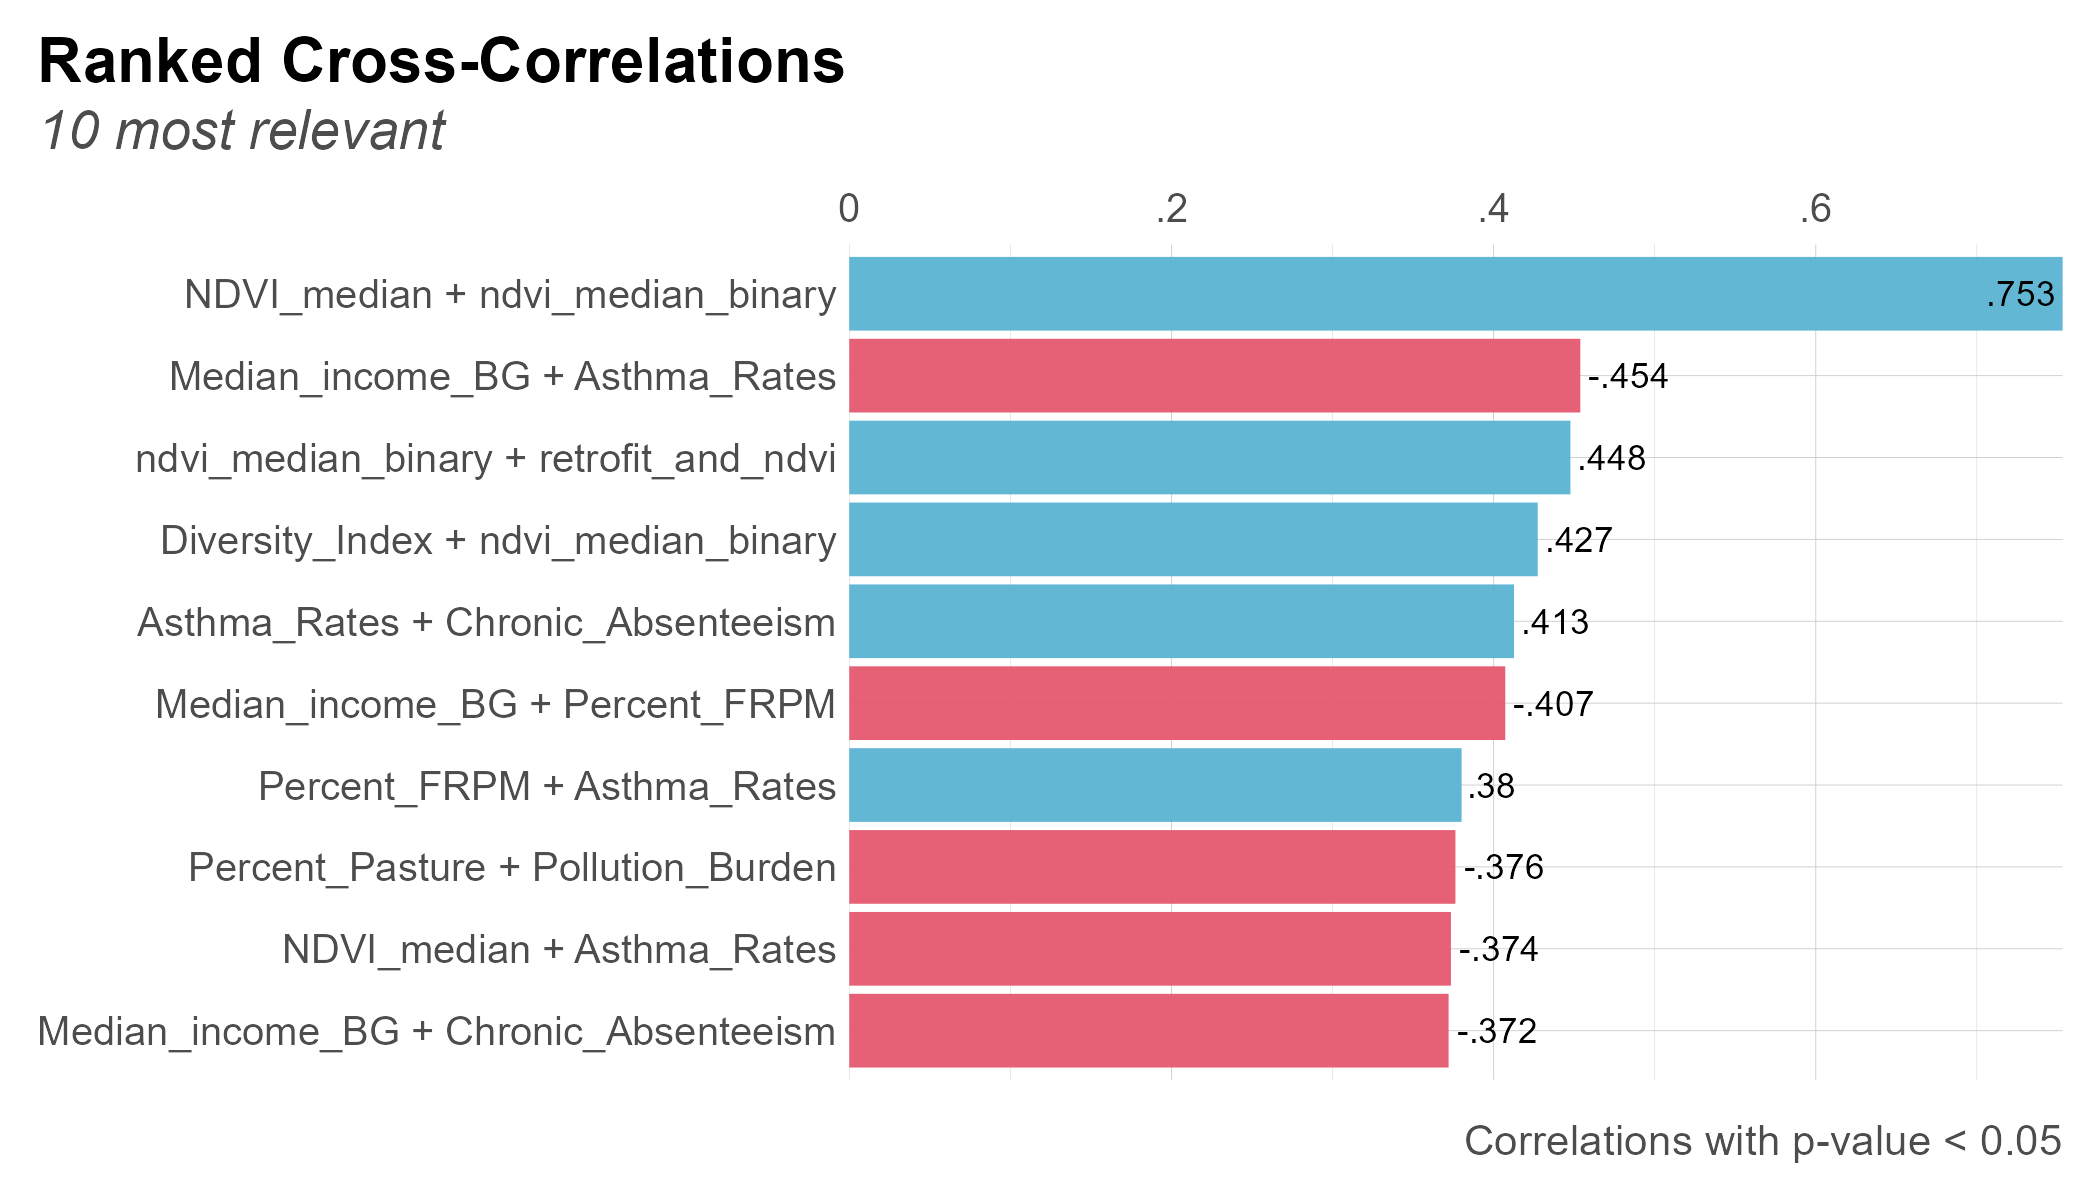 Ranked Cross-Correlations
10 most relevant
0 .2 .4 .6
NDVI_median + ndvi_median_binary .753
Median_income_BG + Asthma_Rates -.454
ndvi_median_binary + retrofit_and_ndvi .448
Diversity_Index + ndvi_median_binary .427
Asthma_Rates + Chronic_Absenteeism .413
Median_income_BG + Percent_FRPM -.407
Percent_FRPM + Asthma_Rates .38
Percent_Pasture + Pollution_Burden -.376
NDVI_median + Asthma_Rates -.374
Median_income_BG + Chronic_Absenteeism -.372
Correlations with p-value < 0.05